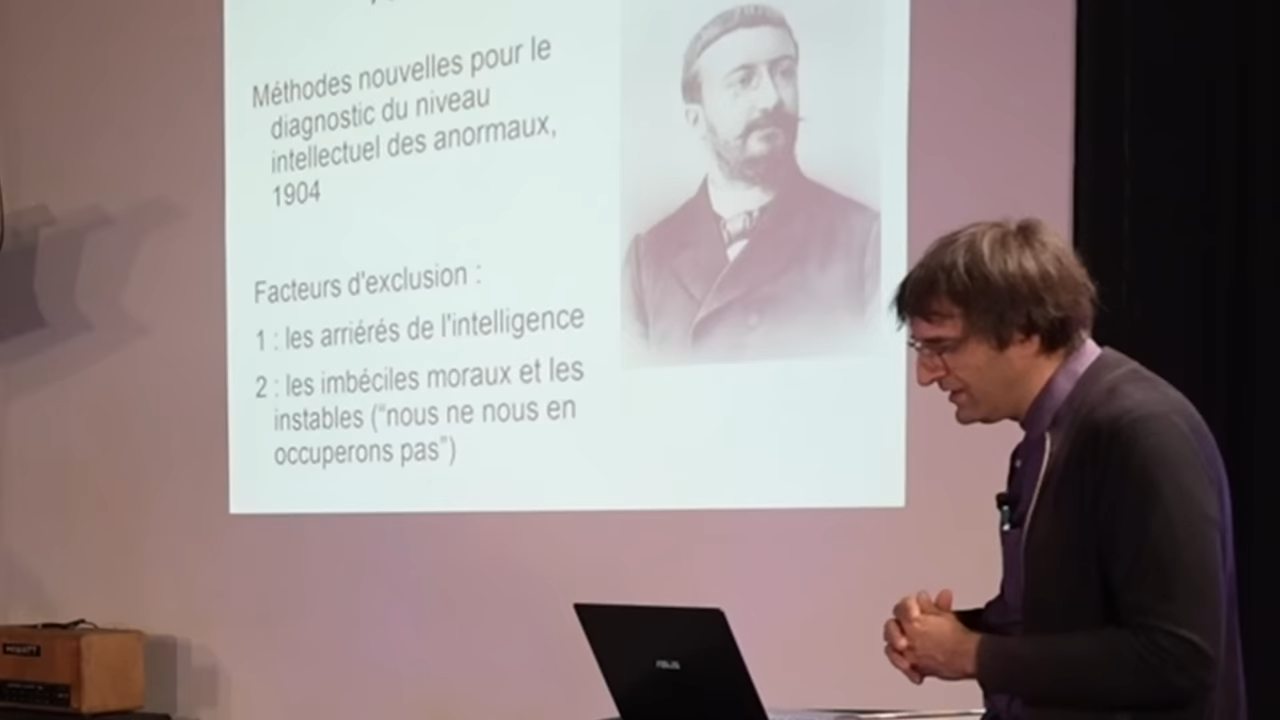 Méthodes nouvelles pour le
diagnostic du niveau
intellectuel des anormaux,
1904
Facteurs d'exclusion :
1 : les arriérés de l'intelligence
2 : les imbéciles moraux et les
instables (“nous ne nous en
occuperons pas”)
ASUS